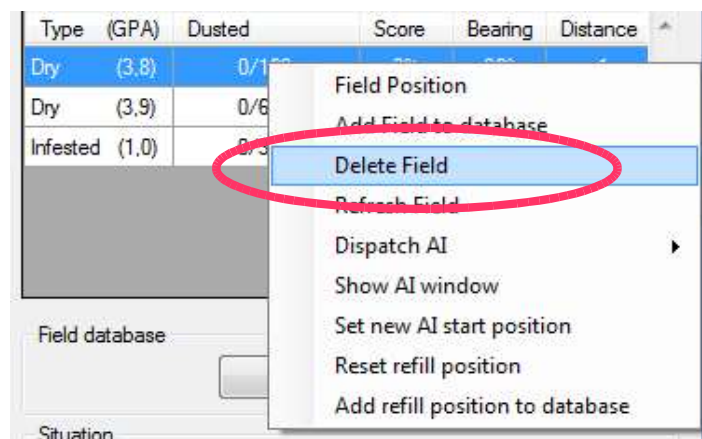 Type (GPA) Dusted Score Bearing Distance
Dry (3,8)
Dry (3,9)
Infested (1,0)
Field Position
Add Field to database
Delete Field
Refresh Field
Dispatch AI
Show AI window
Set new AI start position
Reset refill position
Add refill position to database
Field database
Situation